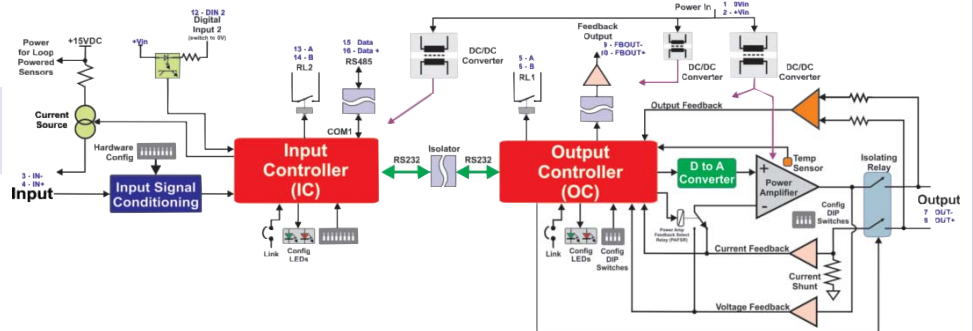 12 - DIN 2
Digital
Input 2
(switch to 0V)
+Vin
Power
for Loop
Powered
Sensors
+15VDC
Current
Source
Hardware
Config
3 - IN-
4 - IN+
Input
Input Signal
Conditioning
13 - A
14 - B
RL2
15 Data
16 - Data +
RS485
COM1
DC/DC
Converter
Input
Controller
(IC)
Link
Config
LEDs
Isolator
RS232
RS232
Feedback
Output
9 - FBOUT-
10 - FBOUT+
5 - A
6 - B
RL1
Power In
1 0Vin
2 - +Vin
DC/DC
Converter
DC/DC
Converter
Output Feedback
Output
Controller
(OC)
Link
Config
LEDs
Config
DIP
Switches
D to A
Converter
Temp
Sensor
Power
Amplifier
+
-
Power Amp
Feedback Select
Relay (PAFSR)
Config
DIP
Switches
Isolating
Relay
Output
7 OUT-
8 OUT+
Current Feedback
Current
Shunt
Voltage Feedback